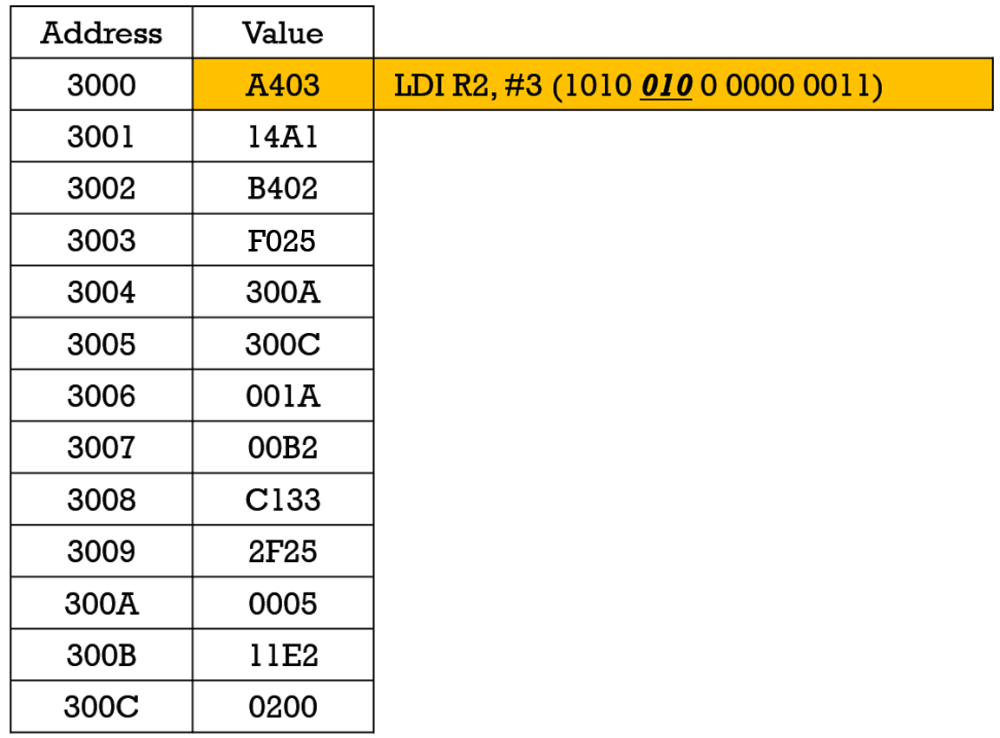 Address Value
3000 A403 LDI R2, #3 (1010 010 0 0000 0011)
3001 14A1
3002 B402
3003 F025
3004 300A
3005 300C
3006 001A
3007 00B2
3008 C133
3009 2F25
300A 0005
300B 11E2
300C 0200